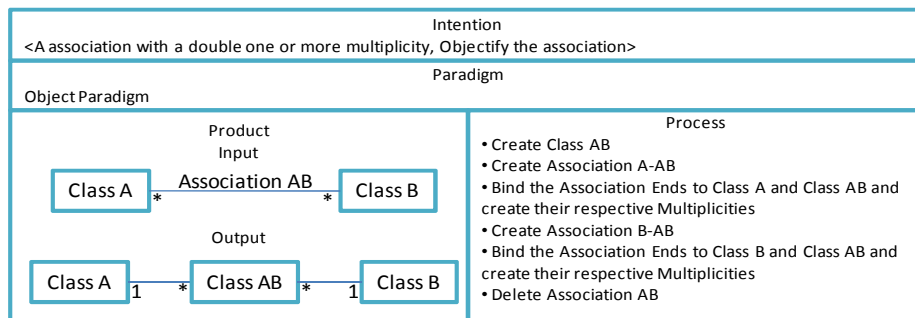 Intention
<A association with a double one or more multiplicity, Objectify the association>
Paradigm
Object Paradigm
Product
Input
Class A
Association AB
Class B
*
*
Output
Class A
1
*
Class AB
*
1
Class B
Process
• Create Class AB
• Create Association A-AB
• Bind the Association Ends to Class A and Class AB and
create their respective Multiplicities
• Create Association B-AB
• Bind the Association Ends to Class B and Class AB and
create their respective Multiplicities
• Delete Association AB